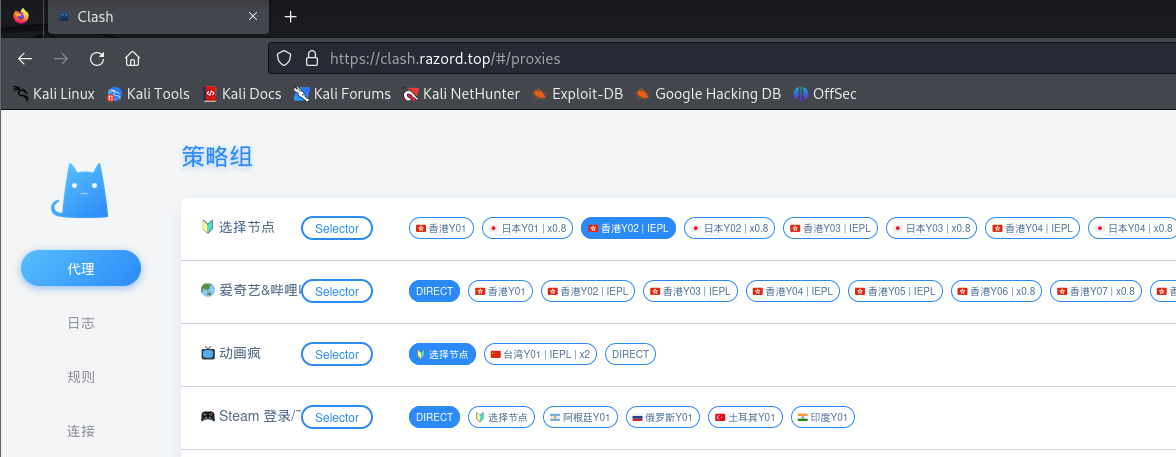 Clash
https://clash.razord.top/#/proxies
Kali Linux Kali Tools Kali Docs Kali Forums Kali NetHunter Exploit-DB Google Hacking DB OffSec
策略组
选择节点 Selector 香港Y01 日本Y01 | x0.8 香港Y02 | IEPL 日本Y02 | x0.8 香港Y03 | IEPL 日本Y03 | x0.8 香港Y04 | IEPL 日本Y04 | x0.8
代理
爱奇艺&哔哩 Selector DIRECT 香港Y01 香港Y02 | IEPL 香港Y03 | IEPL 香港Y04 | IEPL 香港Y05 | IEPL 香港Y06 | x0.8 香港Y07 | x0.8
日志
动画疯 Selector 选择节点 台湾Y01 | IEPL | x2 DIRECT
规则
Steam 登录/ Selector DIRECT 选择节点 阿根廷Y01 俄罗斯Y01 土耳其Y01 印度Y01
连接